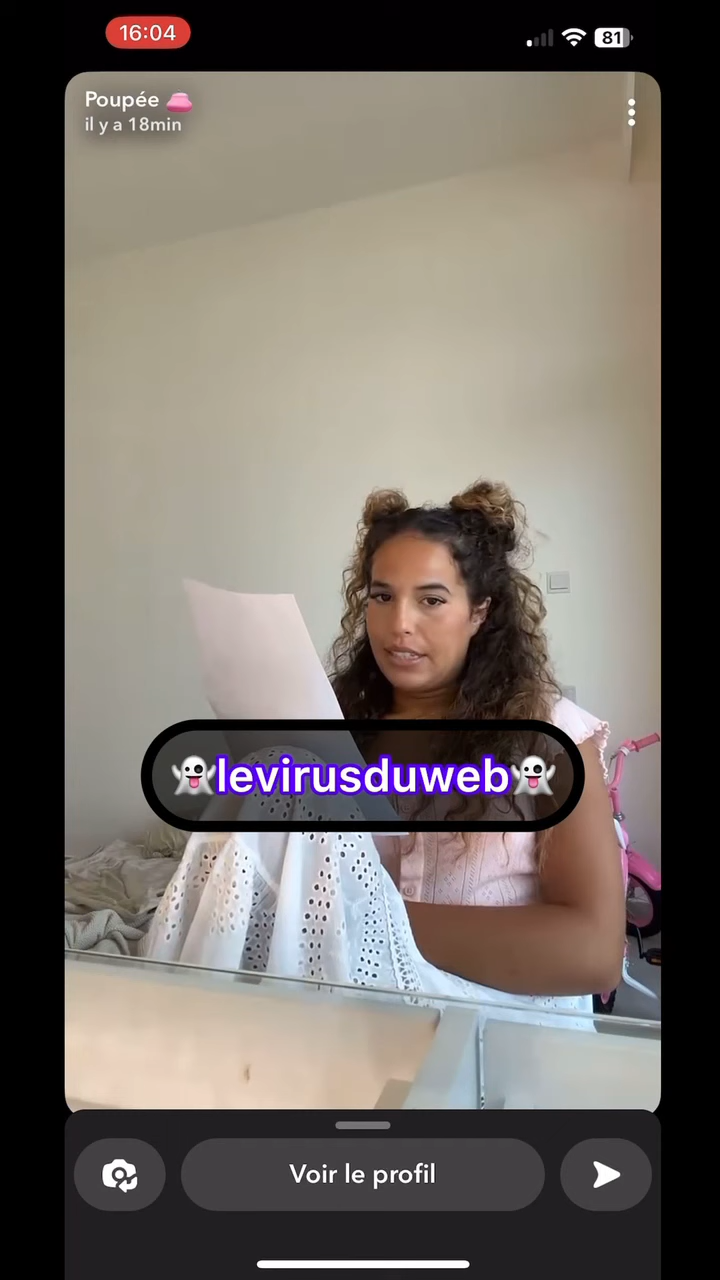 16:04
81
Poupée 👛
il y a 18min
👻levirusduweb👻
Voir le profil